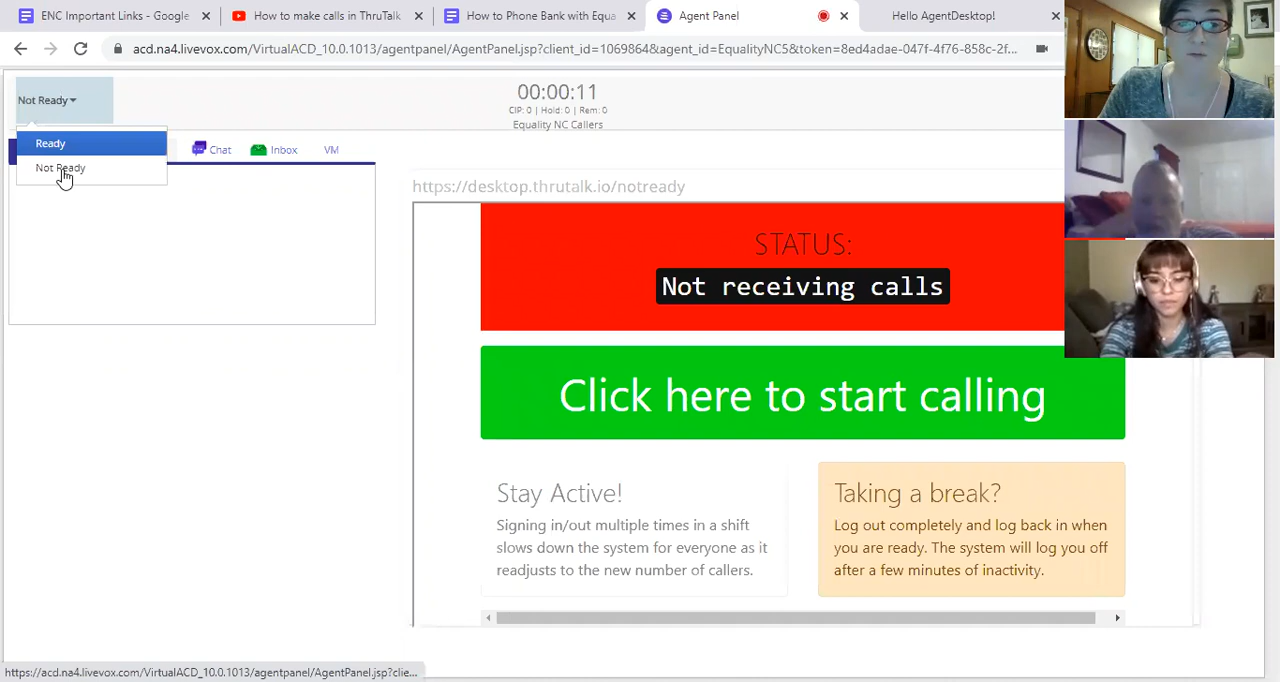 ENC Important Links - Google
How to make calls in ThruTalk
How to Phone Bank with Equa
Agent Panel
Hello AgentDesktop!
acd.na4.livevox.com/VirtualACD_10.0.1013/agentpanel/AgentPanel.jsp?client_id=1069864&agent_id=EqualityNC5&token=8ed4adae-047f-4f76-858c-2f...
Not Ready
00:00:11
CIP: 0 | Hold: 0 | Rem: 0
Equality NC Callers
Ready
Not Ready
Chat
Inbox
VM
https://desktop.thrutalk.io/notready
STATUS:
Not receiving calls
Click here to start calling
Stay Active!
Signing in/out multiple times in a shift
slows down the system for everyone as it
readjusts to the new number of callers.
Taking a break?
Log out completely and log back in when
you are ready. The system will log you off
after a few minutes of inactivity.
https://acd.na4.livevox.com/VirtualACD_10.0.1013/agentpanel/AgentPanel.jsp?clie...